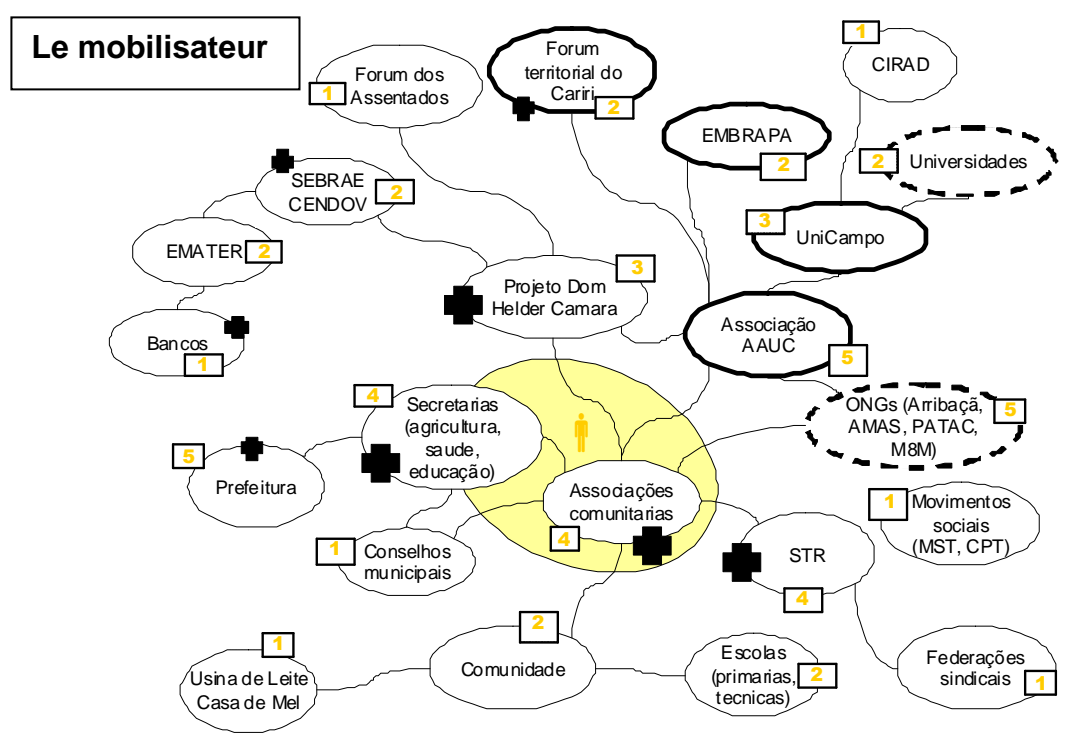 Le mobilisateur
1
CIRAD
Forum
territorial do
Cariri
2
Forum dos
Assentados
1
EMBRAPA
2
2
Universidades
SEBRAE
CENDOV
2
3
UniCampo
EMATER
2
3
Projeto Dom
Helder Camara
Bancos
1
Associação
AAUC
5
4
Secretarias
(agricultura,
saude,
educação)
ONGs (Arribaçã,
AMAS, PATAC,
M8M)
5
5
Prefeitura
Associações
comunitarias
4
1
Movimentos
sociais
(MST, CPT)
1
Conselhos
municipais
STR
4
2
Comunidade
1
Usina de Leite
Casa de Mel
Escolas
(primarias,
tecnicas)
2
Federações
sindicais
1